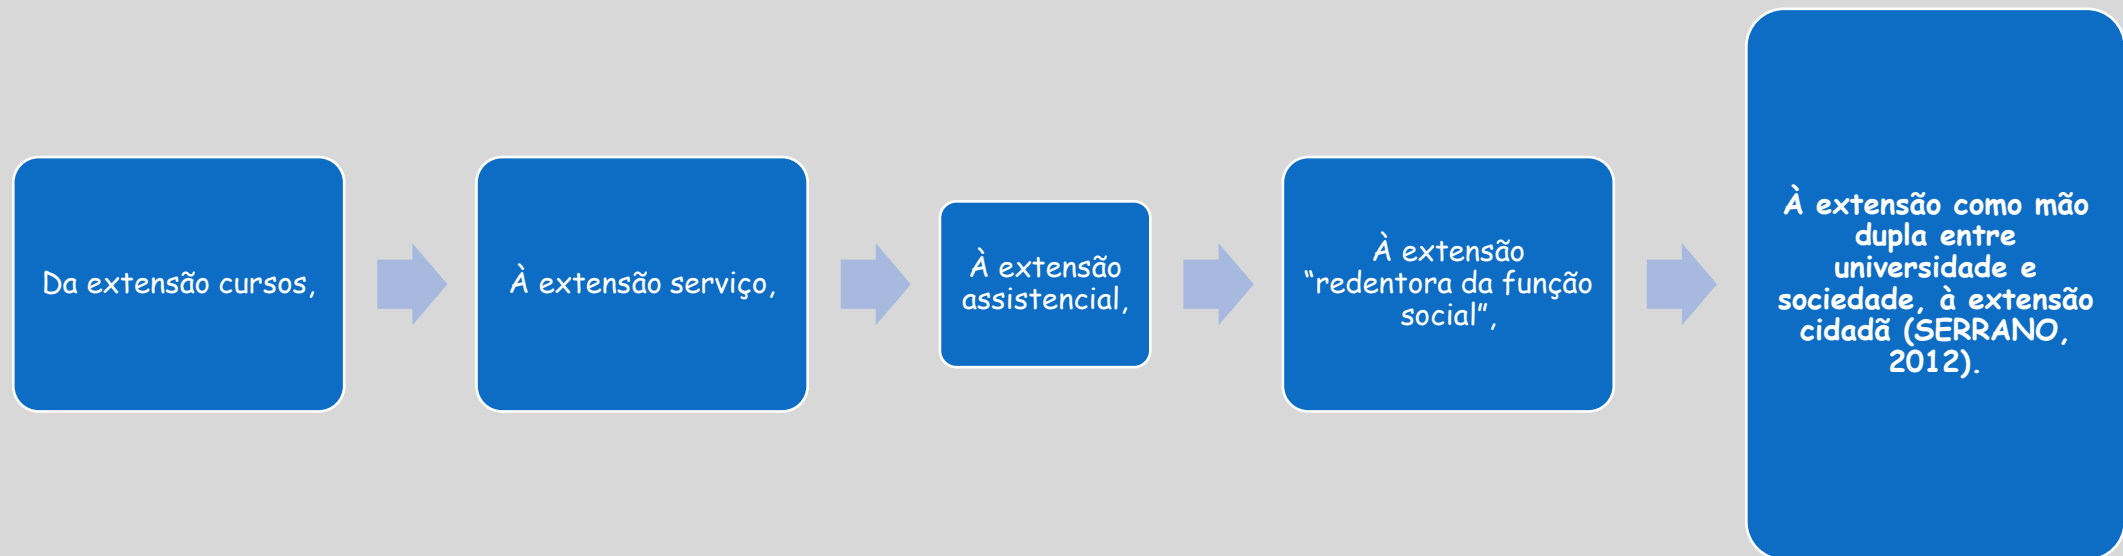 Da extensão cursos,
À extensão serviço,
À extensão
assistencial,
À extensão
“redentora da função
social”,
À extensão como mão
dupla entre
universidade e
sociedade, à extensão
cidadã (SERRANO,
2012).